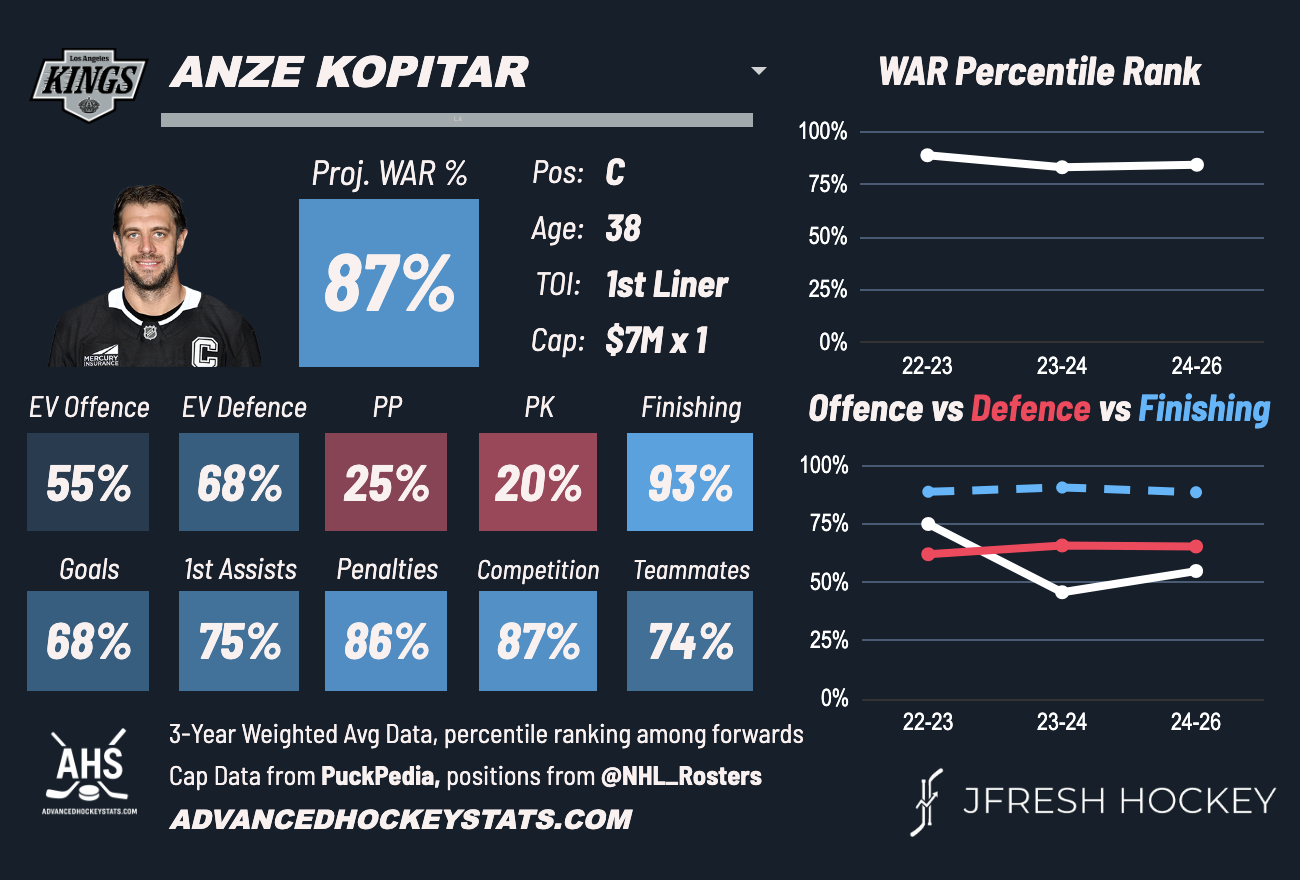 Los Angeles
KINGS
ANZE KOPITAR
Proj. WAR %
87%
Pos: C
Age: 38
TOI: 1st Liner
Cap: $7M x 1
MERCURY
INSURANCE
C
EV Offence EV Defence PP PK Finishing
55% 68% 25% 20% 93%
Goals 1st Assists Penalties Competition Teammates
68% 75% 86% 87% 74%
WAR Percentile Rank
100%
75%
50%
25%
0%
22-23 23-24 24-26
Offence vs Defence vs Finishing
100%
75%
50%
25%
0%
22-23 23-24 24-26
AHS
ADVANCEDHOCKEYSTATS.COM
3-Year Weighted Avg Data, percentile ranking among forwards
Cap Data from PuckPedia, positions from @NHL_Rosters
ADVANCEDHOCKEYSTATS.COM
JFRESH HOCKEY